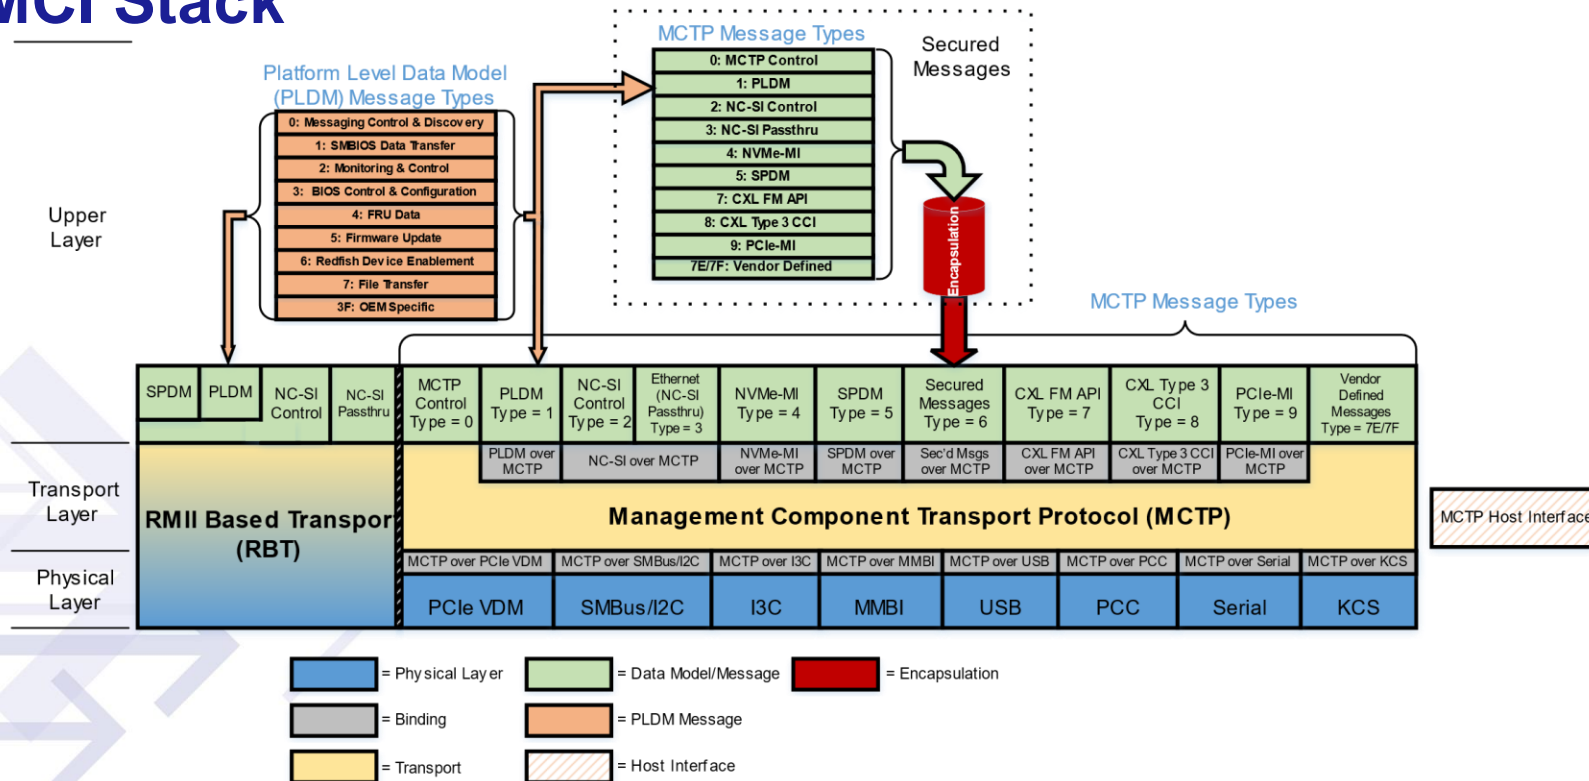 MCI Stack
MCTP Message Types
Secured
Messages
0: MCTP Control
1: PLDM
2: NC-SI Control
3: NC-SI Passthru
4: NVMe-MI
5: SPDM
7: CXL FM API
8: CXL Type 3 CCI
9: PCIe-MI
7E/7F: Vendor Defined
Encapsulation
Platform Level Data Model
(PLDM) Message Types
0: Messaging Control & Discovery
1: SMBIOS Data Transfer
2: Monitoring & Control
3: BIOS Control & Configuration
4: FRU Data
5: Firmware Update
6: Redfish Device Enablement
7: File Transfer
3F: OEM Specific
Upper
Layer
MCTP Message Types
SPDM
PLDM
NC-SI
Control
NC-SI
Passthru
MCTP
Control
Type = 0
PLDM
Type = 1
NC-SI
Control
Type = 2
Ethernet
(NC-SI
Passthru)
Type = 3
NVMe-MI
Type = 4
SPDM
Type = 5
Secured
Messages
Type = 6
CXL FM API
Type = 7
CXL Type 3
CCI
Type = 8
PCIe-MI
Type = 9
Vendor
Defined
Messages
Type = 7E/7F
PLDM over
MCTP
NC-SI over MCTP
NVMe-MI
over MCTP
SPDM over
MCTP
Sec'd Msgs
over MCTP
CXL FM API
over MCTP
CXL Type 3 CCI
over MCTP
PCIe-MI over
MCTP
Transport
Layer
RMII Based Transpor
(RBT)
Management Component Transport Protocol (MCTP)
MCTP Host Interface
Physical
Layer
MCTP over PCIe VDM
MCTP over SMBus/I2C
MCTP over I3C
MCTP over MMBI
MCTP over USB
MCTP over PCC
MCTP over Serial
MCTP over KCS
PCIe VDM
SMBus/I2C
I3C
MMBI
USB
PCC
Serial
KCS
= Physical Layer
= Data Model/Message
= Encapsulation
= Binding
= PLDM Message
= Transport
= Host Interface